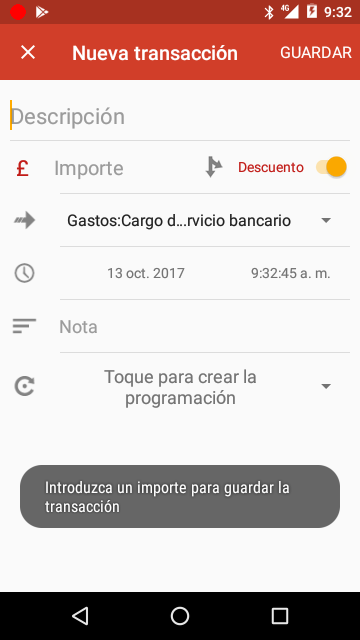 4G 9:32
Nueva transacción GUARDAR
Descripción
£ Importe Descuento
Gastos:Cargo d...rvicio bancario
13 oct. 2017 9:32:45 a. m.
Nota
Toque para crear la
programación
Introduzca un importe para guardar la
transacción